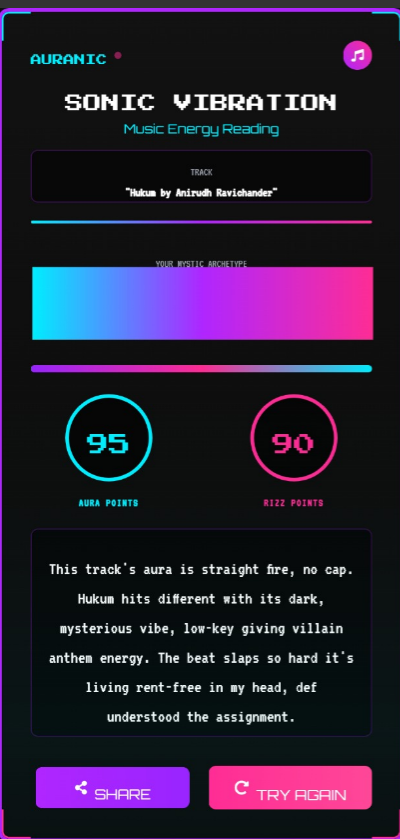 AURANIC
SONIC VIBRATION
Music Energy Reading
TRACK
"Hukum by Anirudh Ravichander"
YOUR MYSTIC ARCHETYPE
95
90
AURA POINTS
RIZZ POINTS
This track's aura is straight fire, no cap.
Hukum hits different with its dark,
mysterious vibe, low-key giving villain
anthem energy. The beat slaps so hard it's
living rent-free in my head, def
understood the assignment.
SHARE
TRY AGAIN